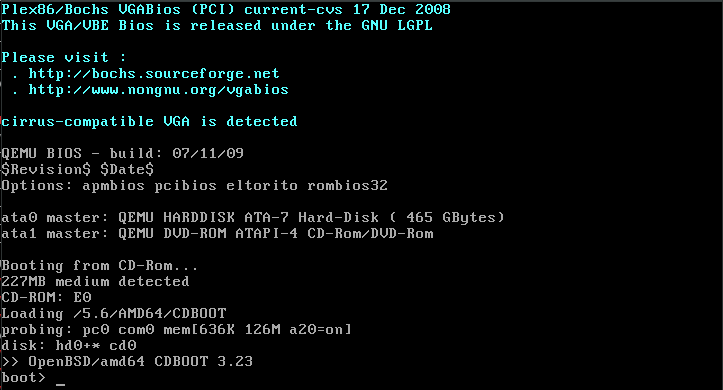 Plex86/Bochs VGABios (PCI) current-cvs 17 Dec 2008
This VGA/VBE Bios is released under the GNU LGPL
Please visit :
. http://bochs.sourceforge.net
. http://www.nongnu.org/vgabios
cirrus-compatible VGA is detected
QEMU BIOS - build: 07/11/09
$Revision$ $Date$
Options: apmbios pcibios eltorito rombios32
ata0 master: QEMU HARDDISK ATA-7 Hard-Disk ( 465 GBytes)
ata1 master: QEMU DVD-ROM ATAPI-4 CD-Rom/DVD-Rom
Booting from CD-Rom...
227MB medium detected
CD-ROM: E0
Loading /5.6/AMD64/CDBOOT
probing: pc0 com0 mem[636K 126M a20=on]
disk: hd0+* cd0
>> OpenBSD/amd64 CDBOOT 3.23
boot> _